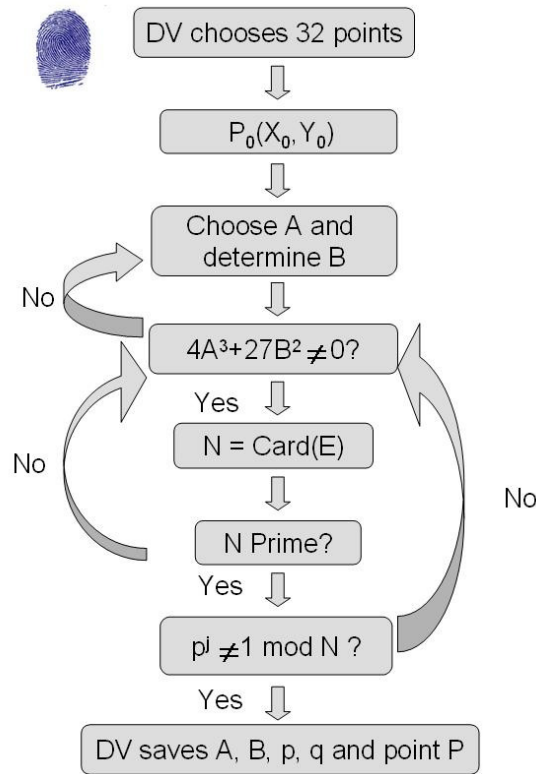 DV chooses 32 points
P₀(X₀, Y₀)
Choose A and
determine B
No
4A³+27B² ≠0?
Yes
N = Card(E)
No
No
N Prime?
Yes
pʲ ≠1 mod N ?
Yes
DV saves A, B, p, q and point P